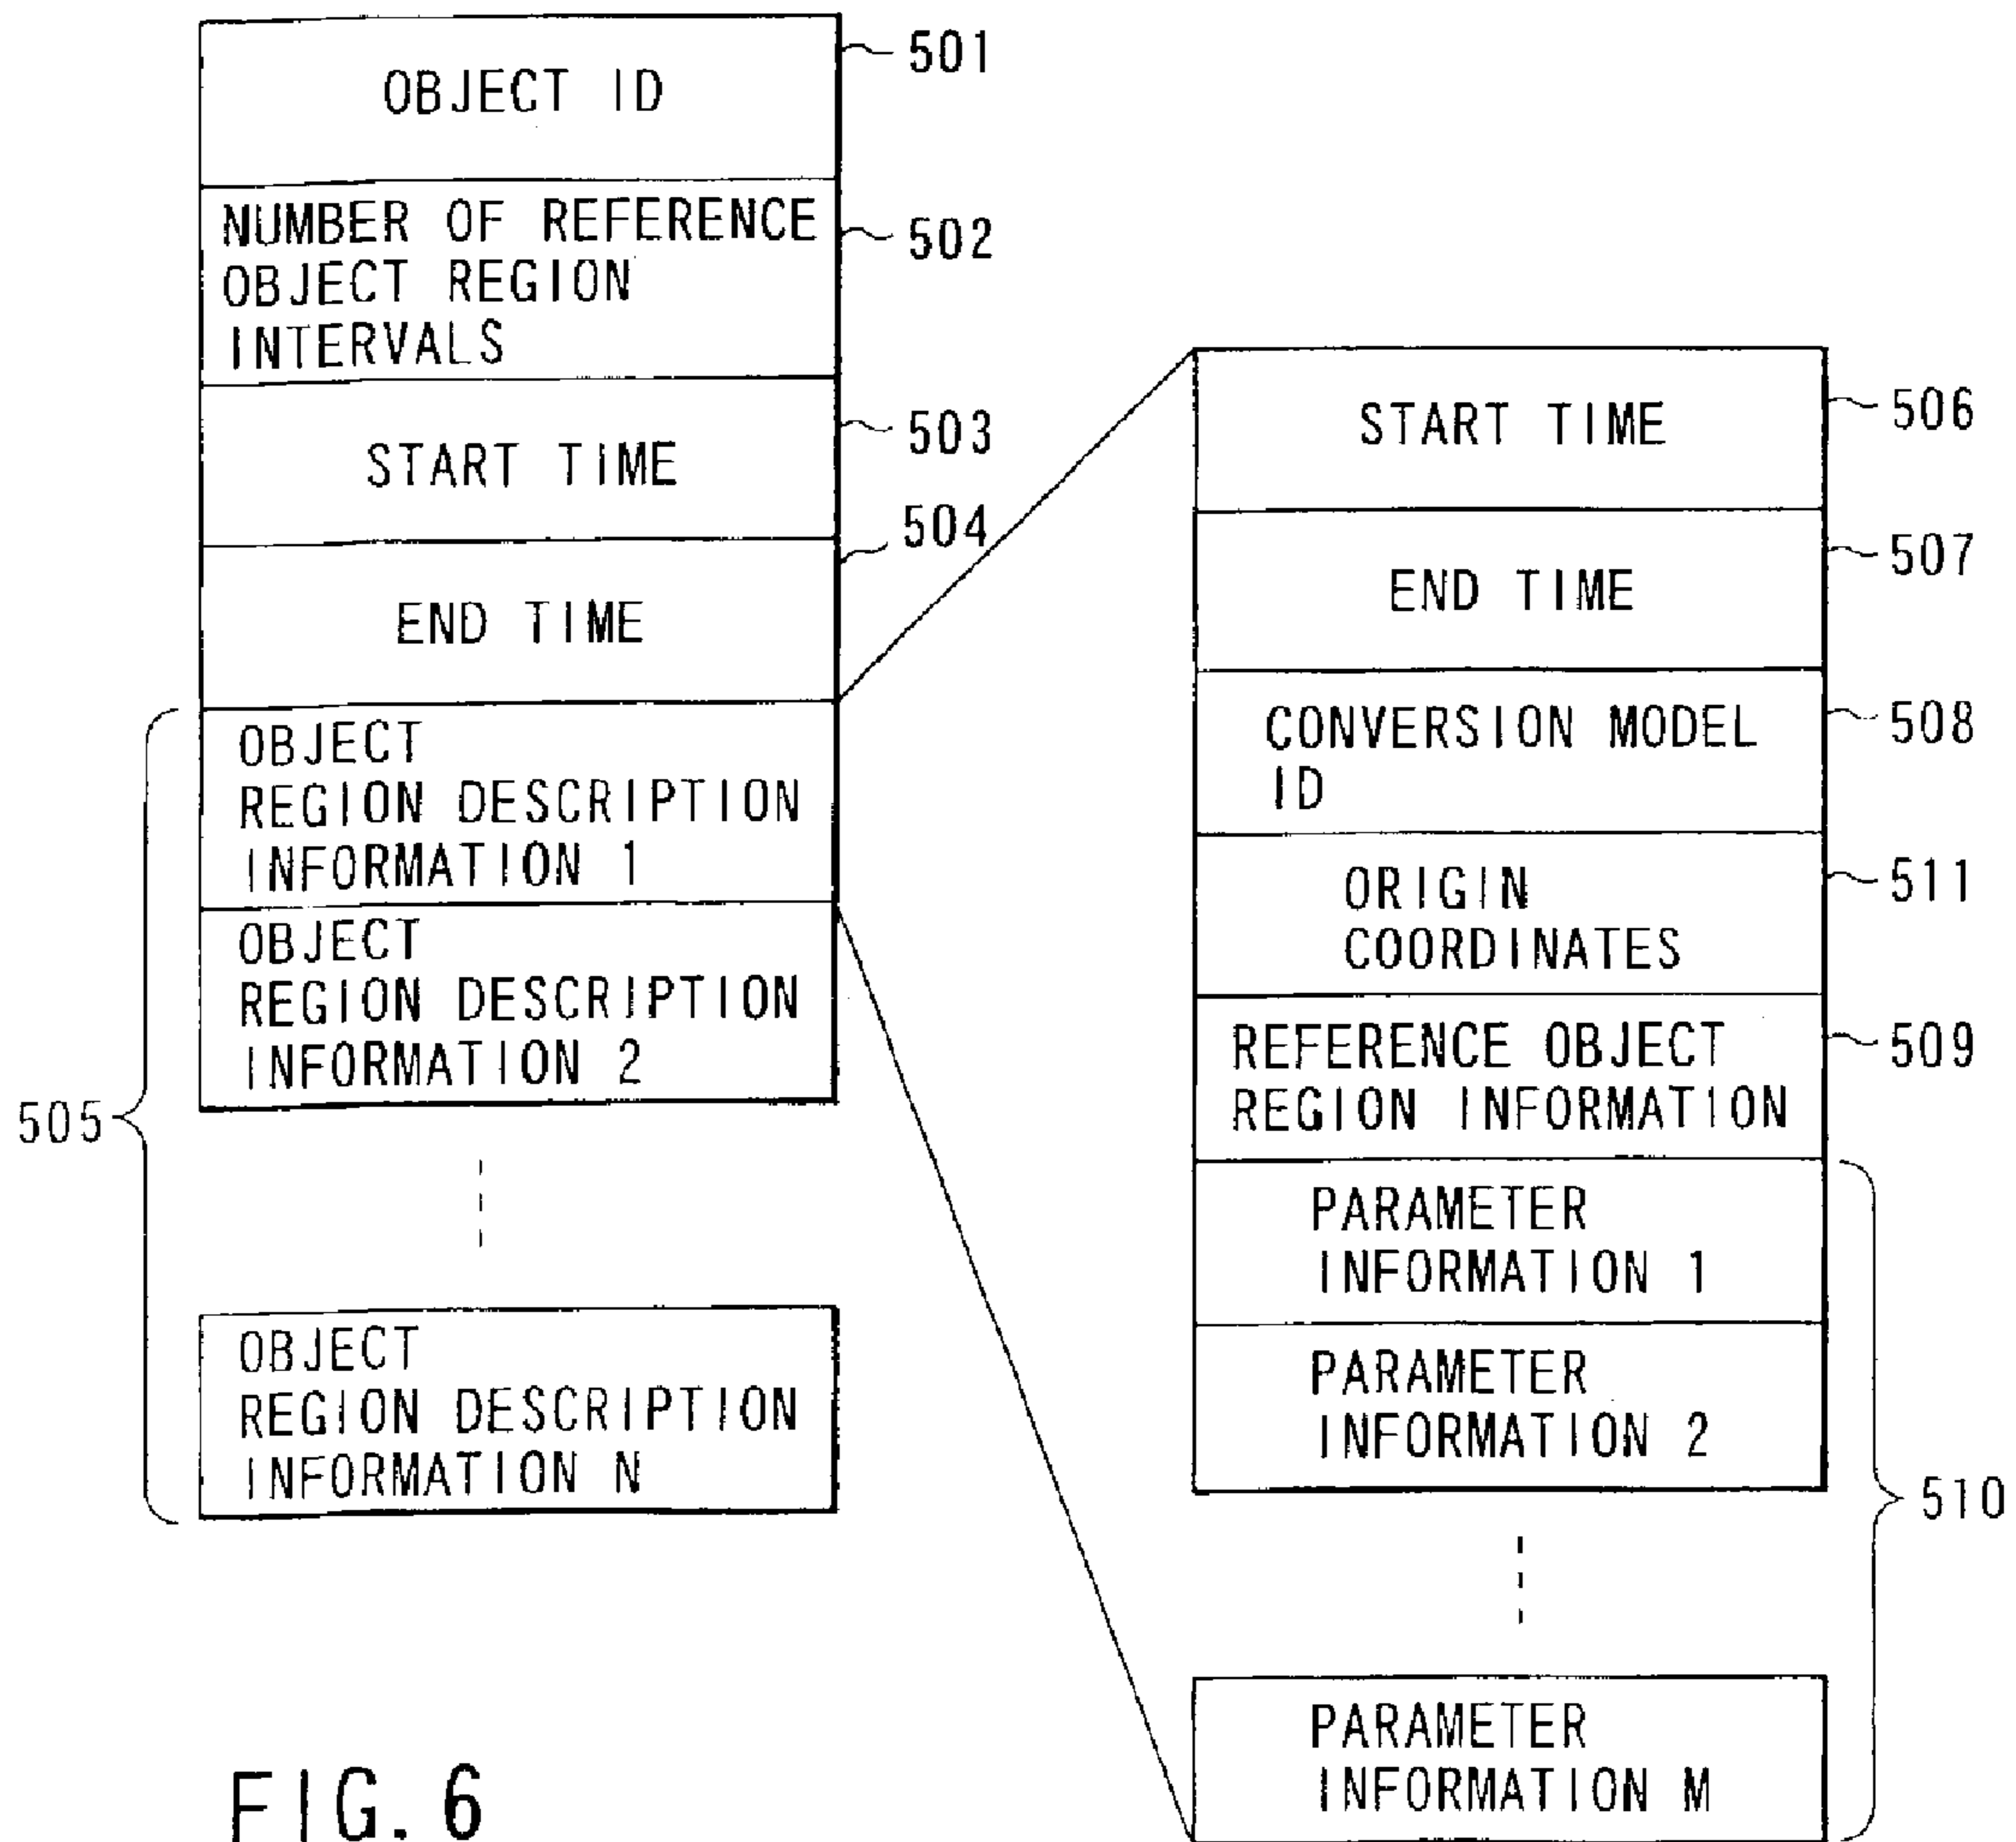 OBJECT ID
501
NUMBER OF REFERENCE
OBJECT REGION
INTERVALS
502
START TIME
503
END TIME
504
505
OBJECT
REGION DESCRIPTION
INFORMATION 1
OBJECT
REGION DESCRIPTION
INFORMATION 2
OBJECT
REGION DESCRIPTION
INFORMATION N
START TIME
506
END TIME
507
CONVERSION MODEL
ID
508
ORIGIN
COORDINATES
511
REFERENCE OBJECT
REGION INFORMATION
509
PARAMETER
INFORMATION 1
PARAMETER
INFORMATION 2
510
PARAMETER
INFORMATION M
FIG. 6